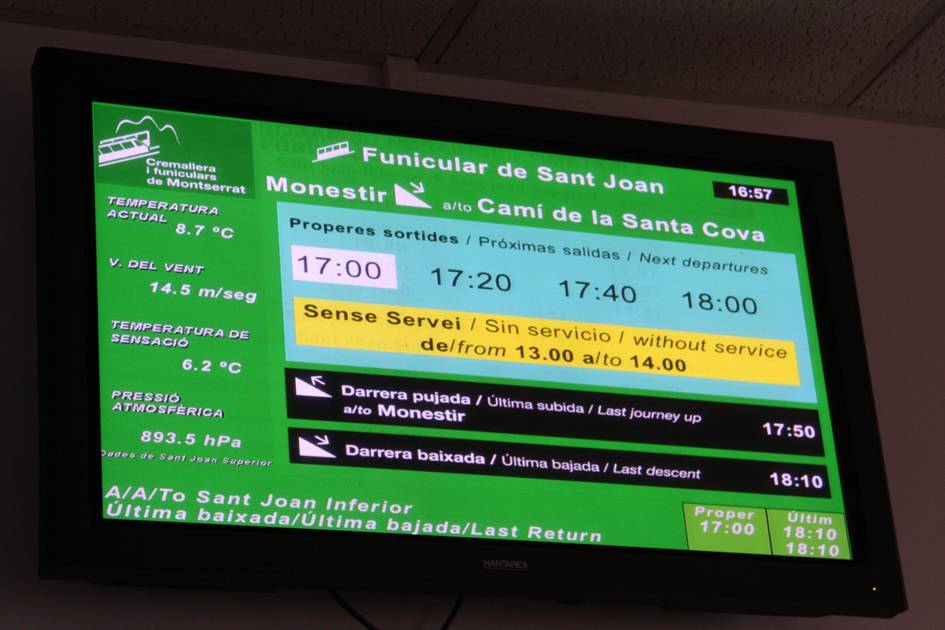 Cremallera
i funiculars
de Montserrat
Funicular de Sant Joan
16:57
Monestir a/to Camí de la Santa Cova
TEMPERATURA
ACTUAL
8.7 ºC
V. DEL VENT
14.5 m/seg
TEMPERATURA DE
SENSACIÓ
6.2 ºC
PRESSIÓ
ATMOSFÈRICA
893.5 hPa
Dades de Sant Joan Superior
Properes sortides / Próximas salidas / Next departures
17:00 17:20 17:40 18:00
Sense Servei / Sin servicio / without service
de/from 13.00 a/to 14.00
Darrera pujada / Última subida / Last journey up
a/to Monestir
17:50
Darrera baixada / Última bajada / Last descent
18:10
A/A/To Sant Joan Inferior
Última baixada/Última bajada/Last Return
Proper
17:00
Últim
18:10
18:10
HANTAREX